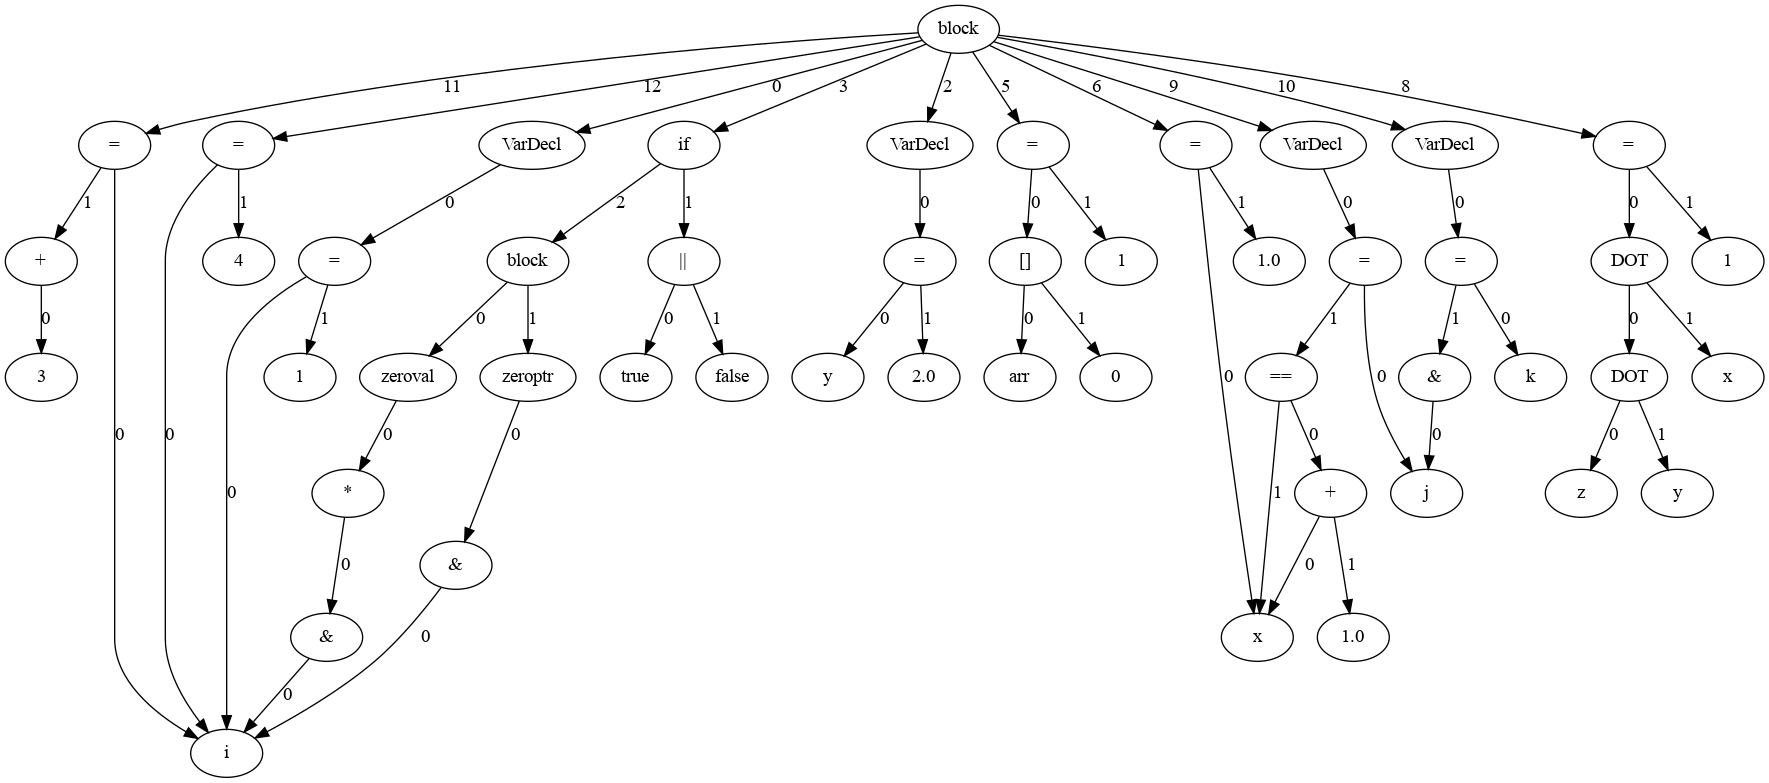 block
11 12 0 3 2 5 6 9 10 8
= = VarDecl if VarDecl = = VarDecl VarDecl =
1 1 0 2 1 0 0 1 1 0 0 0 1
+ 4 = block || = [] 1 1.0 = = DOT 1
0 1 0 1 0 1 0 1 0 1 1 1 0 0 1
3 1 zeroval zeroptr true false y 2.0 arr 0 == & k DOT x
0 0 0 0 0 0 0 0 0 0 1
* + j z y
0 1
0 0 1
&
& x 1.0
0 0
i